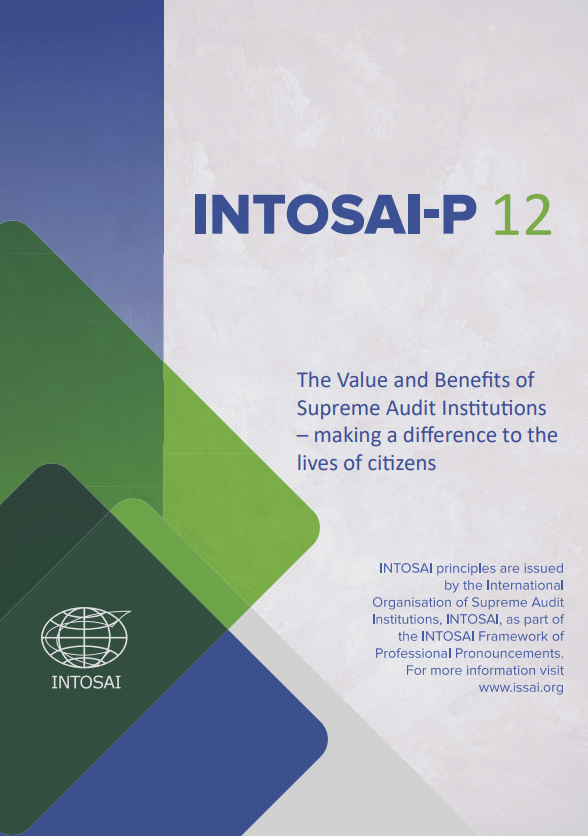 INTOSAI-P 12
The Value and Benefits of
Supreme Audit Institutions
– making a difference to the
lives of citizens
INTOSAI principles are issued
by the International
Organisation of Supreme Audit
Institutions, INTOSAI, as part of
the INTOSAI Framework of
Professional Pronouncements.
For more information visit
www.issai.org
INTOSAI